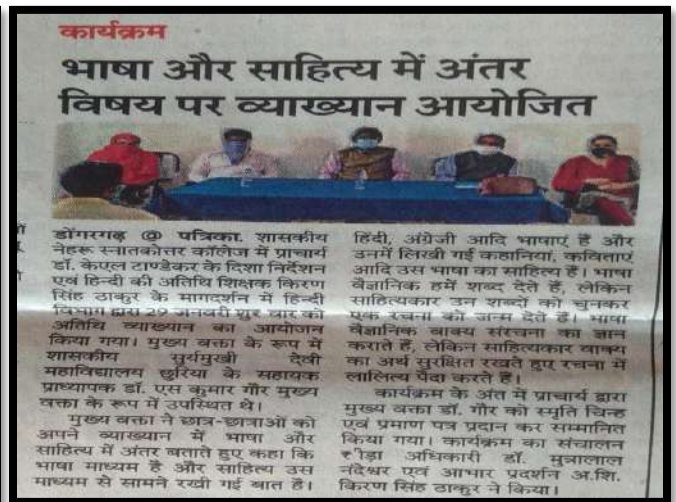 कार्यक्रम
भाषा और साहित्य में अंतर
विषय पर व्याख्यान आयोजित
डोंगरगढ़ @ पत्रिका. शासकीय
नेहरू स्नातकोत्तर कॉलेज में प्राचार्य
डॉ. केएल टाण्डेकर के दिशा निर्देशन
एवं हिन्दी की अतिथि शिक्षक किरण
सिंह ठाकुर के मागदर्शन में हिन्दी
विभाग द्वारा 29 जनवरी शुर वार को
अतिथि व्याख्यान का आयोजन
किया गया। मुख्य वक्ता के रूप में
शासकीय सुर्यमुखी देवी
महाविद्यालय छुरिया के सहायक
प्राध्यापक डॉ. एस कुमार गौर मुख्य
वक्ता के रूप में उपस्थित थे।
मुख्य वक्ता ने छात्र-छात्राओं को
अपने व्याख्यान में भाषा और
साहित्य में अंतर बताते हुए कहा कि
भाषा माध्यम है और साहित्य उस
माध्यम से सामने रखी गई बात है।
हिंदी, अंग्रेजी आदि भाषाएं है और
उनमें लिखी गई कहानियां, कविताएं
आदि उस भाषा का साहित्य है। भाषा
वैज्ञानिक हमें शब्द देते हैं, लेकिन
साहित्यकार उन शब्दों को चुनकर
एक रचना को जन्म देते हैं। भाषा
वैज्ञानिक वाक्य संरचना का ज्ञान
कराते हैं, लेकिन साहित्यकार वाक्य
का अर्थ सुरक्षित रखते हुए रचना में
लालित्य पैदा करते हैं।
कार्यक्रम के अंत में प्राचार्य द्वारा
मुख्य वक्ता डॉ. गौर को स्मृति चिन्ह
एवं प्रमाण पत्र प्रदान कर सम्मानित
किया गया। कार्यक्रम का संचालन
अधिकारी डॉ. मुन्नालाल
नंदेश्वर एवं आभार प्रदर्शन अ.शि.
किरण सिंह ठाकुर ने किया।